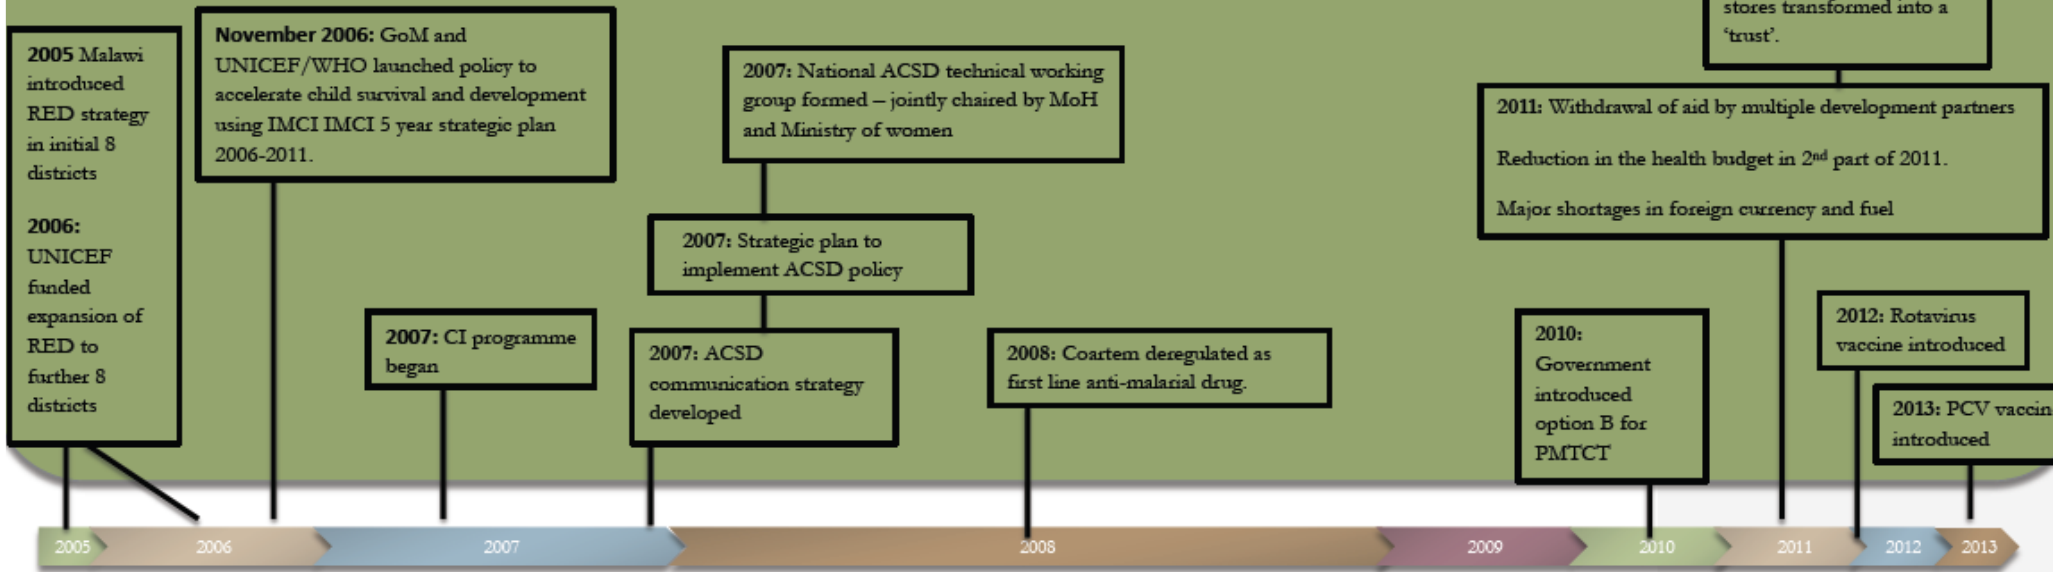 2005 Malawi
introduced
RED strategy
in initial 8
districts
2006:
UNICEF
funded
expansion of
RED to
further 8
districts
November 2006: GoM and
UNICEF/WHO launched policy to
accelerate child survival and development
using IMCI IMCI 5 year strategic plan
2006-2011.
2007: CI programme
began
2007: National ACSD technical working
group formed – jointly chaired by MoH
and Ministry of women
2007: Strategic plan to
implement ACSD policy
2007: ACSD
communication strategy
developed
2008: Coartem deregulated as
first line anti-malarial drug.
stores transformed into a
‘trust’.
2011: Withdrawal of aid by multiple development partners
Reduction in the health budget in 2nd part of 2011.
Major shortages in foreign currency and fuel
2010:
Government
introduced
option B for
PMTCT
2012: Rotavirus
vaccine introduced
2013: PCV vaccin
introduced
2005
2006
2007
2008
2009
2010
2011
2012
2013